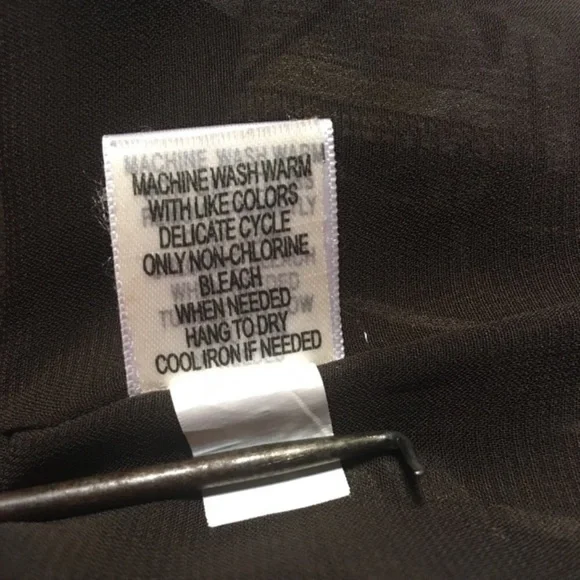 MACHINE WASH WARM
WITH LIKE COLORS
DELICATE CYCLE
ONLY NON-CHLORINE
BLEACH
WHEN NEEDED
HANG TO DRY
COOL IRON IF NEEDED